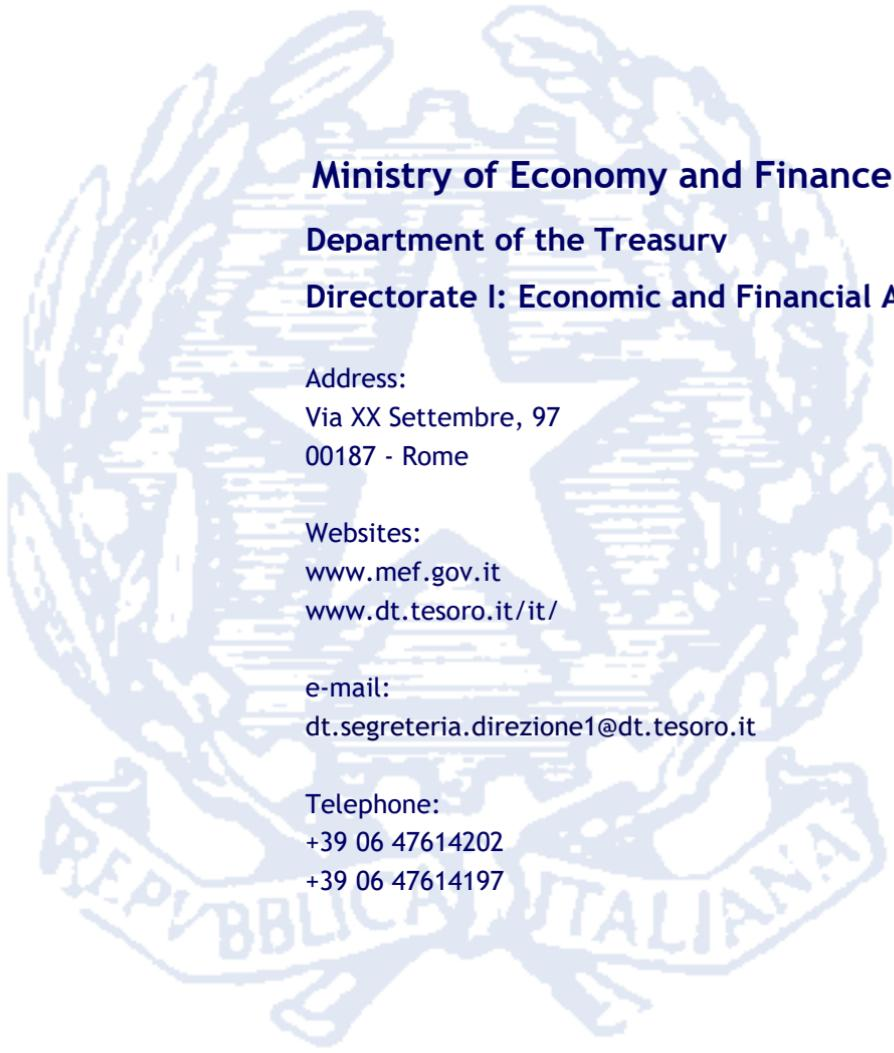 Ministry of Economy and Finance
Department of the Treasury
Directorate I: Economic and Financial
Address:
Via XX Settembre, 97
00187 - Rome
Websites:
www.mef.gov.it
www.dt.tesoro.it/it/
e-mail:
dt.segreteria.direzione1@dt.tesoro.it
Telephone:
+39 06 47614202
+39 06 47614197
REPVBBLICA ITALIANA